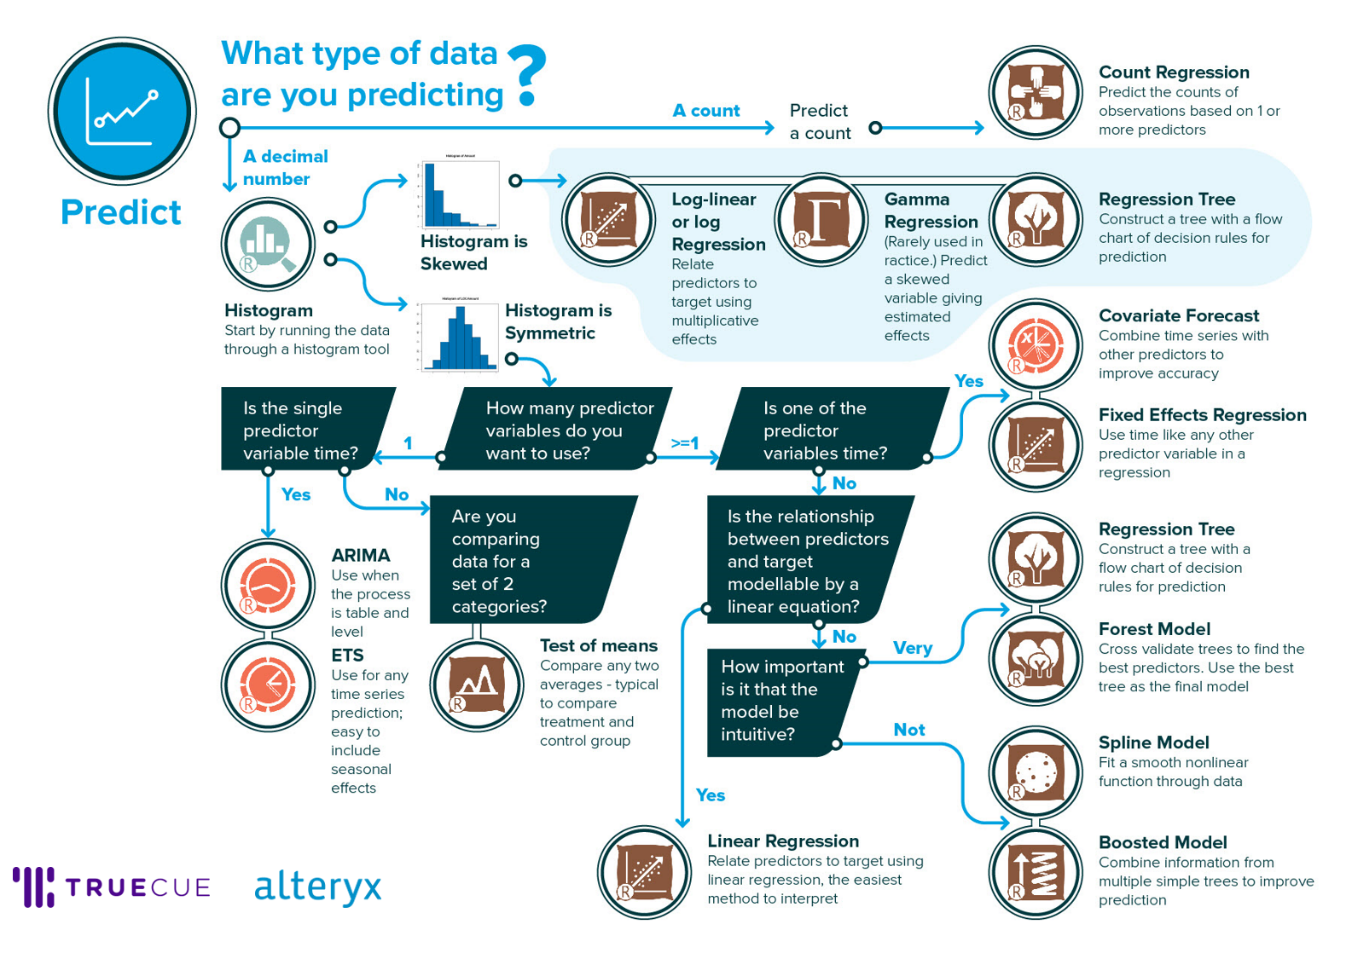 What type of data
are you predicting ?
Predict
A count
Predict
a count
Count Regression
Predict the counts of
observations based on 1 or
more predictors
A decimal
number
Histogram
Start by running the data
through a histogram tool
Histogram is
Skewed
Histogram is
Symmetric
R
Log-linear
or log
Regression
Relate
predictors to
target using
multiplicative
effects
R
Gamma
Regression
(Rarely used in
ractice.) Predict
a skewed
variable giving
estimated
effects
R
Regression Tree
Construct a tree with a flow
chart of decision rules for
prediction
Covariate Forecast
Combine time series with
other predictors to
improve accuracy
Fixed Effects Regression
Use time like any other
predictor variable in a
regression
Yes
Is the single
predictor
variable time?
1
How many predictor
variables do you
want to use?
>=1
Is one of the
predictor
variables time?
Yes
No
No
Are you
comparing
data for a
set of 2
categories?
Is the relationship
between predictors
and target
modellable by a
linear equation?
ARIMA
Use when
the process
is table and
level
ETS
Use for any
time series
prediction;
easy to
include
seasonal
effects
Test of means
Compare any two
averages - typical
to compare
treatment and
control group
No
How important
is it that the
model be
intuitive?
Very
Not
Yes
Regression Tree
Construct a tree with a
flow chart of decision
rules for prediction
Forest Model
Cross validate trees to find the
best predictors. Use the best
tree as the final model
Spline Model
Fit a smooth nonlinear
function through data
Boosted Model
Combine information from
multiple simple trees to improve
prediction
Linear Regression
Relate predictors to target using
linear regression, the easiest
method to interpret
TRUECUE
alteryx